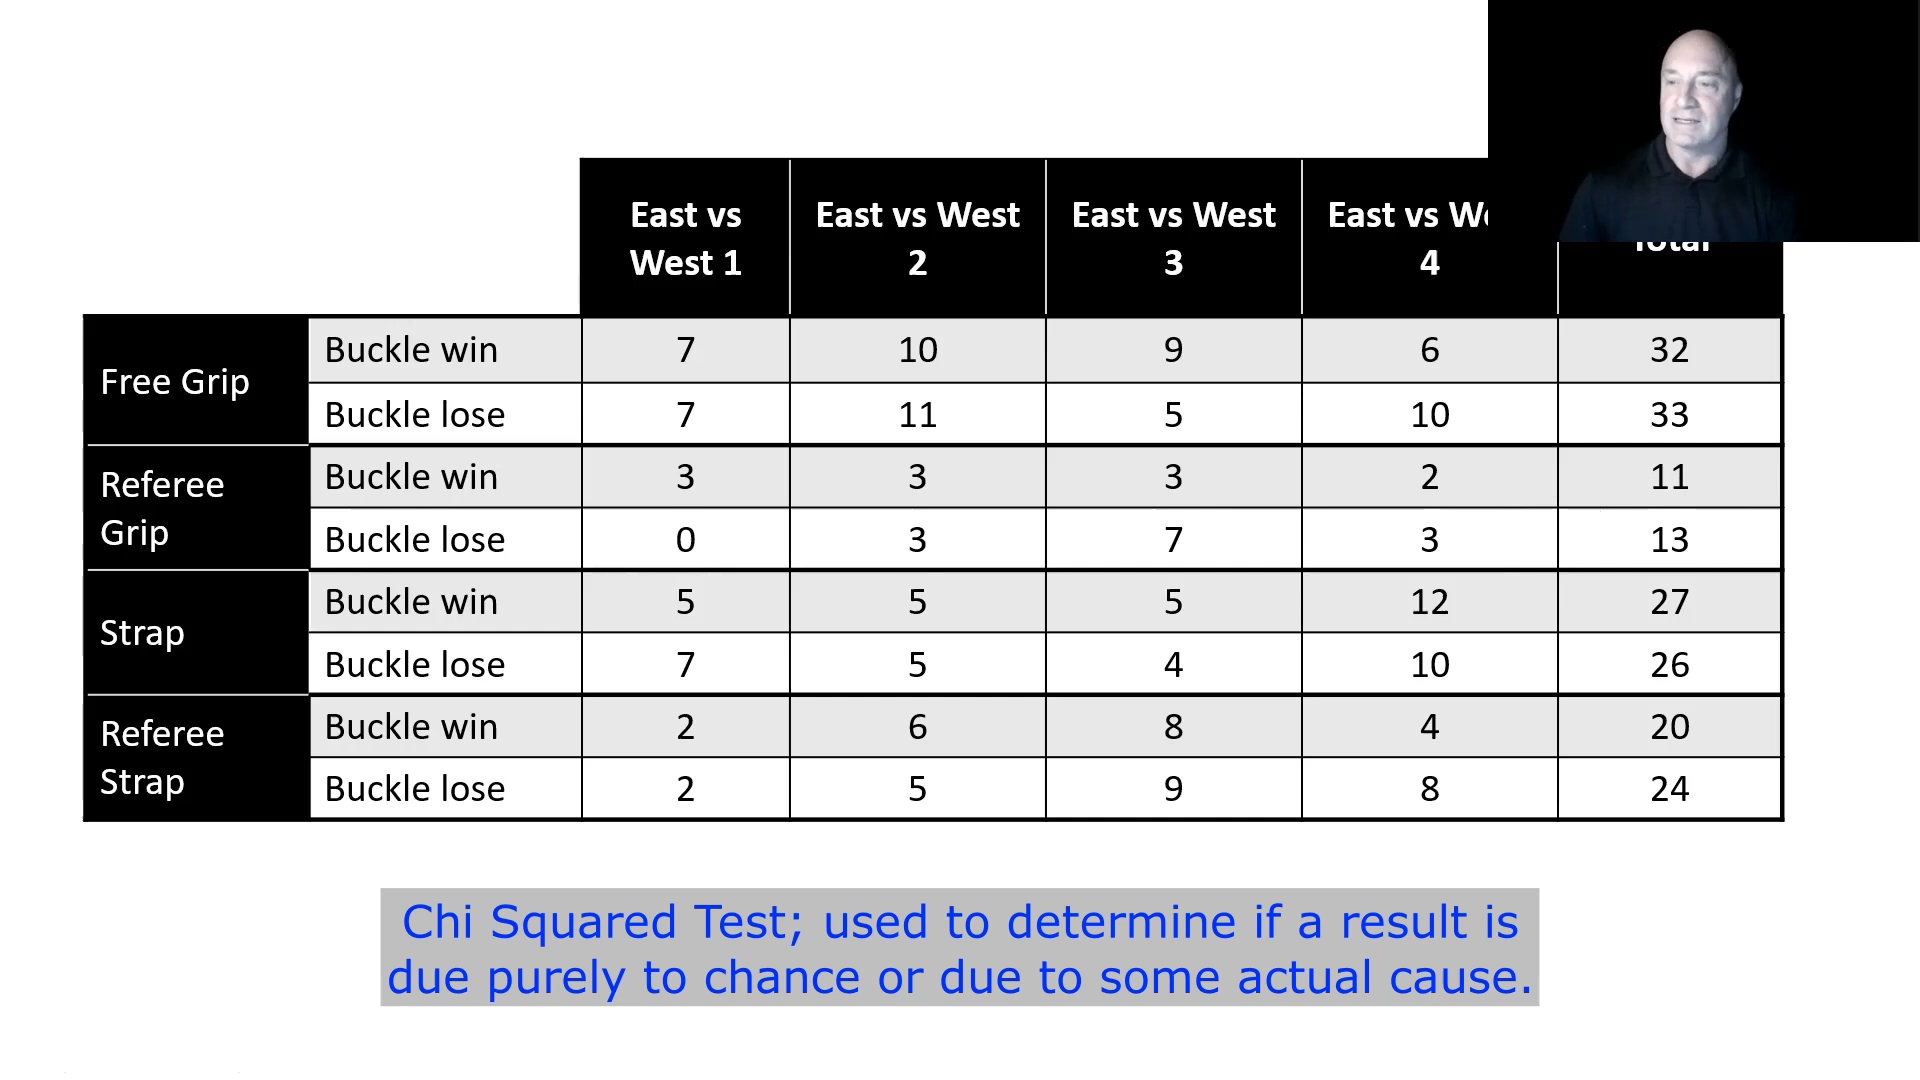 East vs
West 1
East vs West
2
East vs West
3
East vs We
4
Total
Free Grip
Buckle win 7 10 9 6 32
Buckle lose 7 11 5 10 33
Referee
Grip
Buckle win 3 3 3 2 11
Buckle lose 0 3 7 3 13
Strap
Buckle win 5 5 5 12 27
Buckle lose 7 5 4 10 26
Referee
Strap
Buckle win 2 6 8 4 20
Buckle lose 2 5 9 8 24
Chi Squared Test; used to determine if a result is
due purely to chance or due to some actual cause.